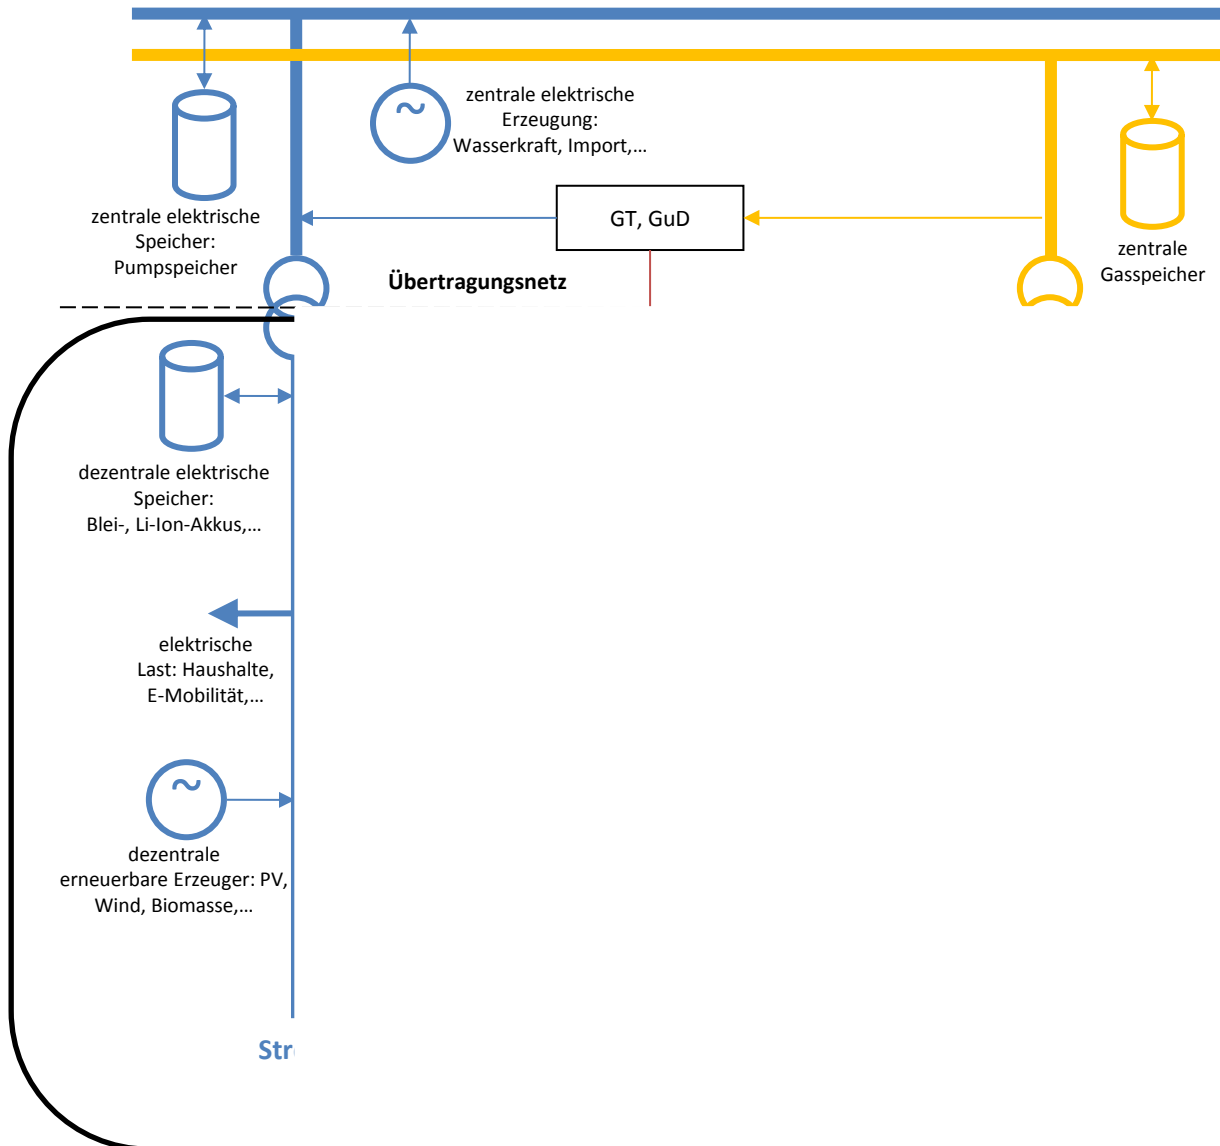 zentrale elektrische
Erzeugung:
Wasserkraft, Import,...
zentrale elektrische
Speicher:
Pumpspeicher
GT, GuD
zentrale
Gasspeicher
Übertragungsnetz
dezentrale elektrische
Speicher:
Blei-, Li-Ion-Akkus,...
elektrische
Last: Haushalte,
E-Mobilität,...
dezentrale
erneuerbare Erzeuger: PV,
Wind, Biomasse,...